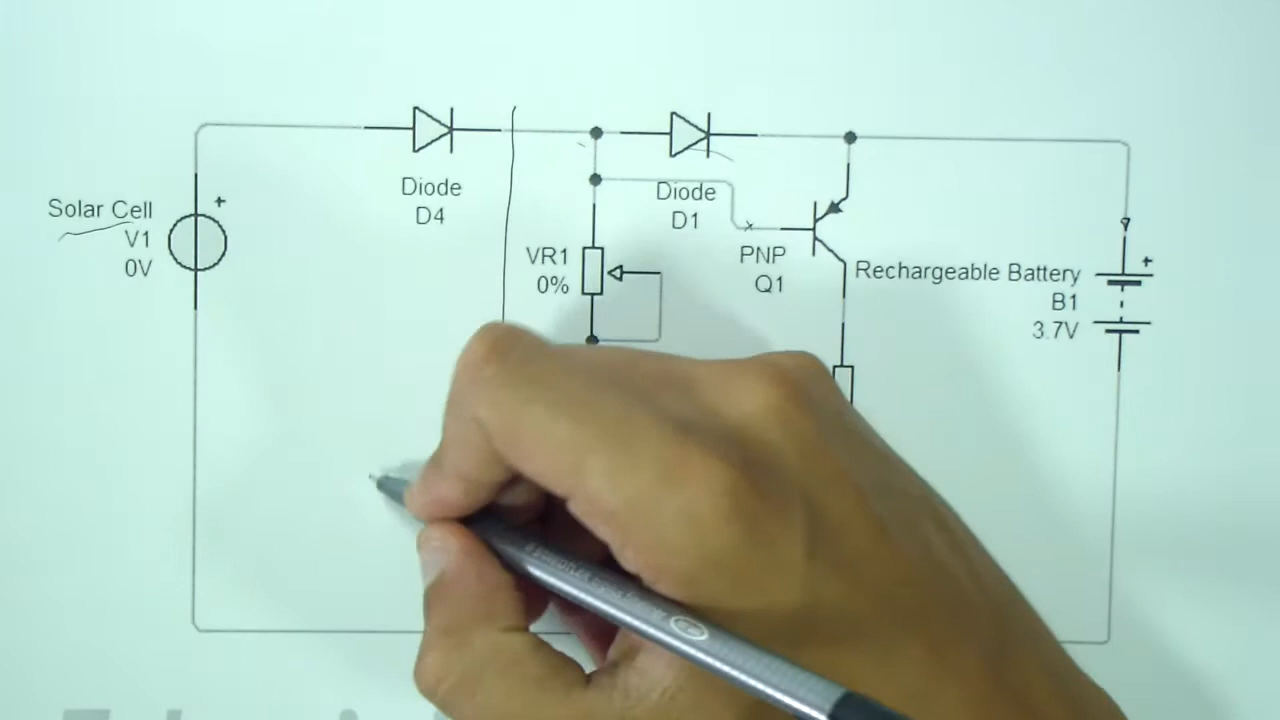 Solar Cell
V1
0V
+
Diode
D4
VR1
0%
Diode
D1
PNP
Q1
Rechargeable Battery
B1
3.7V
+